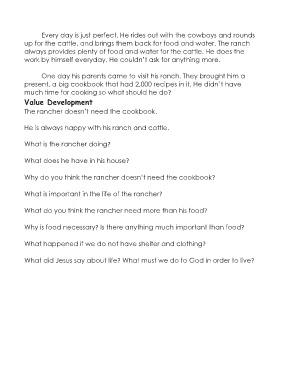 Every day is just perfect. He rides out with the cowboys and rounds
up for the cattle, and brings them back for food and water. The ranch
always provides plenty of food and water for the cattle. He does the
work by himself everyday. He couldn't ask for anything more.
One day his parents came to visit his ranch. They brought him a
present, a big cookbook that had 2,000 recipes in it. He didn't have
much time for cooking so what should he do?
Value Development
The rancher doesn't need the cookbook.
He is always happy with his ranch and cattle.
What is the rancher doing?
What does he have in his house?
Why do you think the rancher doesn't need the cookbook?
What is important in the life of the rancher?
What do you think the rancher need more than his food?
Why is food necessary? Is there anything much important than food?
What happened if we do not have shelter and clothing?
What did Jesus say about life? What must we do to God in order to live?